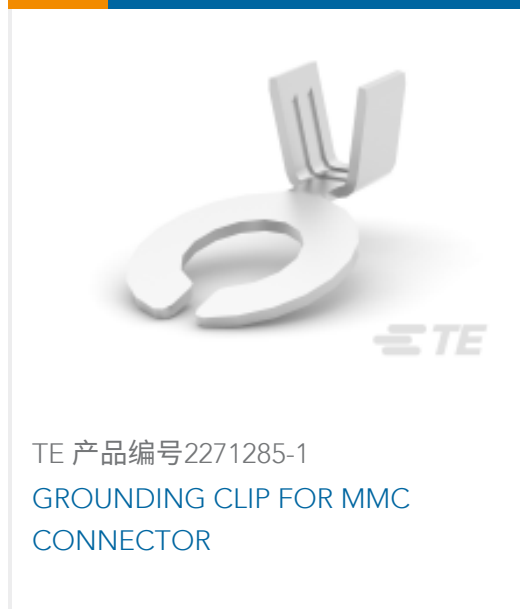 TE
TE 产品编号2271285-1
GROUNDING CLIP FOR MMC
CONNECTOR